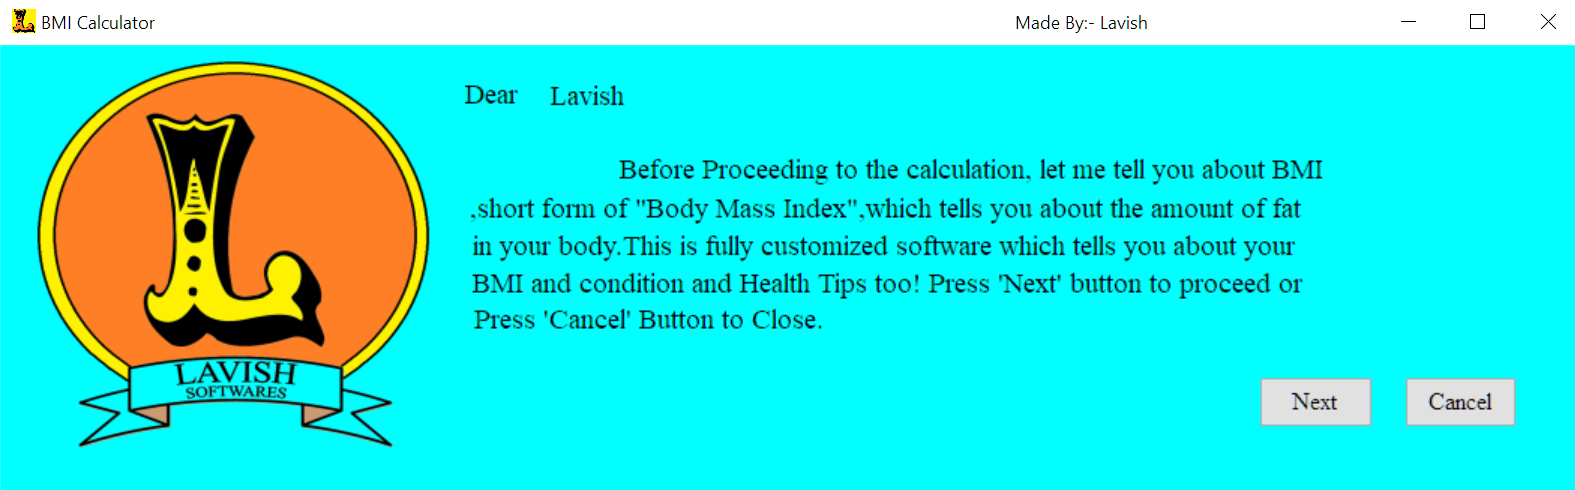 BMI Calculator Made By:- Lavish
Dear Lavish
Before Proceeding to the calculation, let me tell you about BMI
,short form of "Body Mass Index",which tells you about the amount of fat
in your body.This is fully customized software which tells you about your
BMI and condition and Health Tips too! Press 'Next' button to proceed or
Press 'Cancel' Button to Close.
L
LAVISH
SOFTWARES
Next Cancel